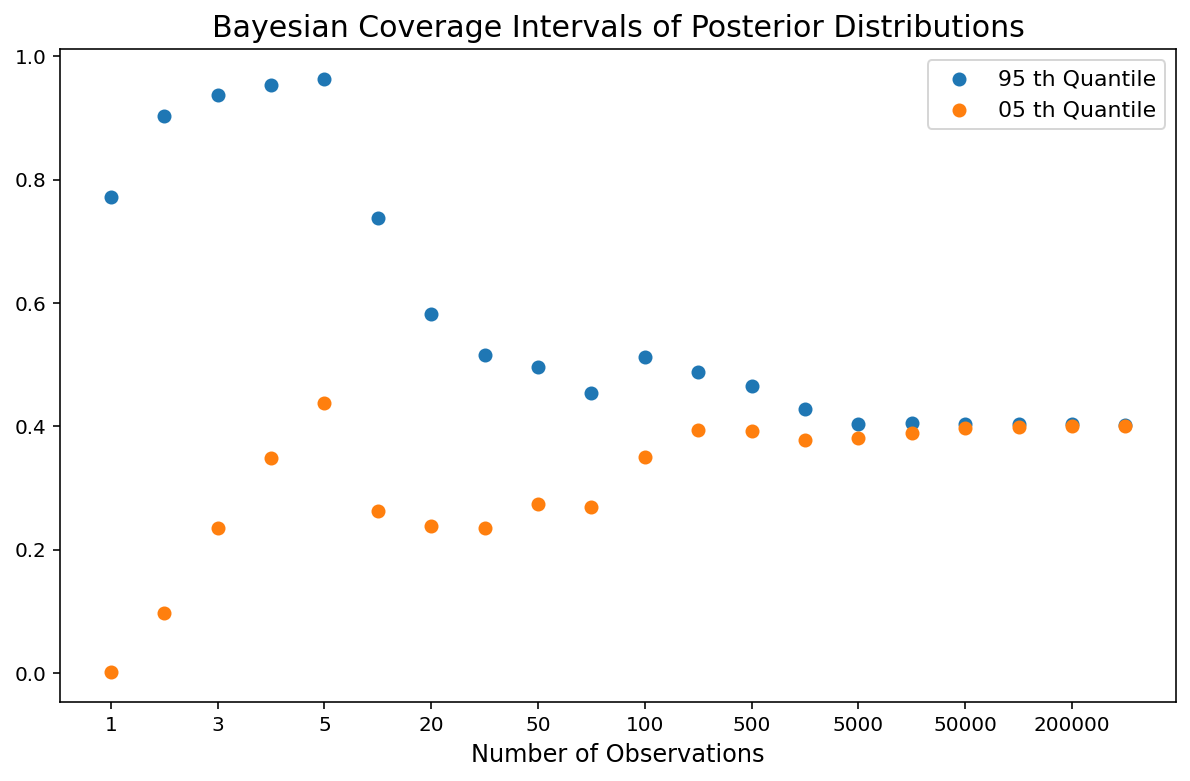 Bayesian Coverage Intervals of Posterior Distributions
95 th Quantile
05 th Quantile
1.0
0.8
0.6
0.4
0.2
0.0
1 3 5 20 50 100 500 5000 50000 200000
Number of Observations